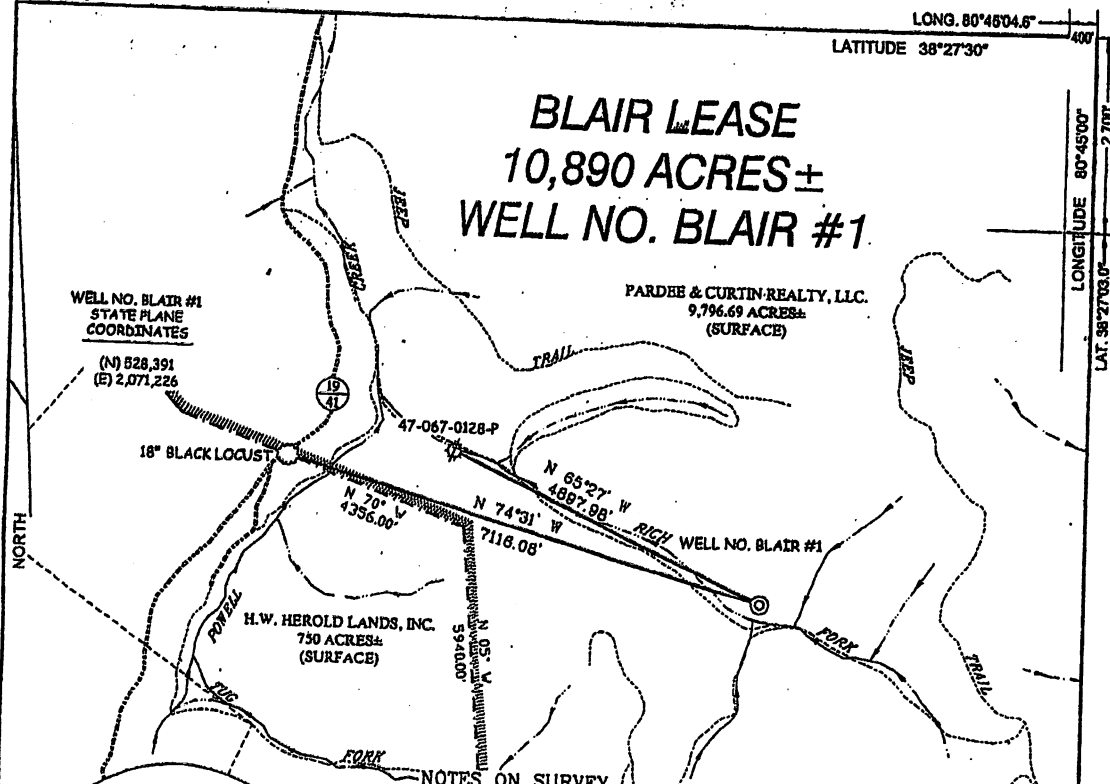 LONG. 80°45'04.6"
LATITUDE 38°27'30"
400'
BLAIR LEASE
10,890 ACRES±
WELL NO. BLAIR #1
LONGITUDE 80°45'00"
2,700'
LAT. 38°27'03.0"
JEEP
CREEK
PARDEE & CURTIN REALTY, LLC.
9,796.69 ACRES±
(SURFACE)
WELL NO. BLAIR #1
STATE PLANE
COORDINATES
(N) 528,391
(E) 2,071,226
TRAIL
JEEP
19
41
47-067-0128-P
18" BLACK LOCUST
N 65°27' W
4897.98'
N 70° W
4356.00'
N 74°31' W
7116.08'
RICH
WELL NO. BLAIR #1
NORTH
POWELL
H.W. HEROLD LANDS, INC.
750 ACRES±
(SURFACE)
N 05° W
5940.00'
FORK
TRAIL
TUG
FORK
NOTES ON SURVEY